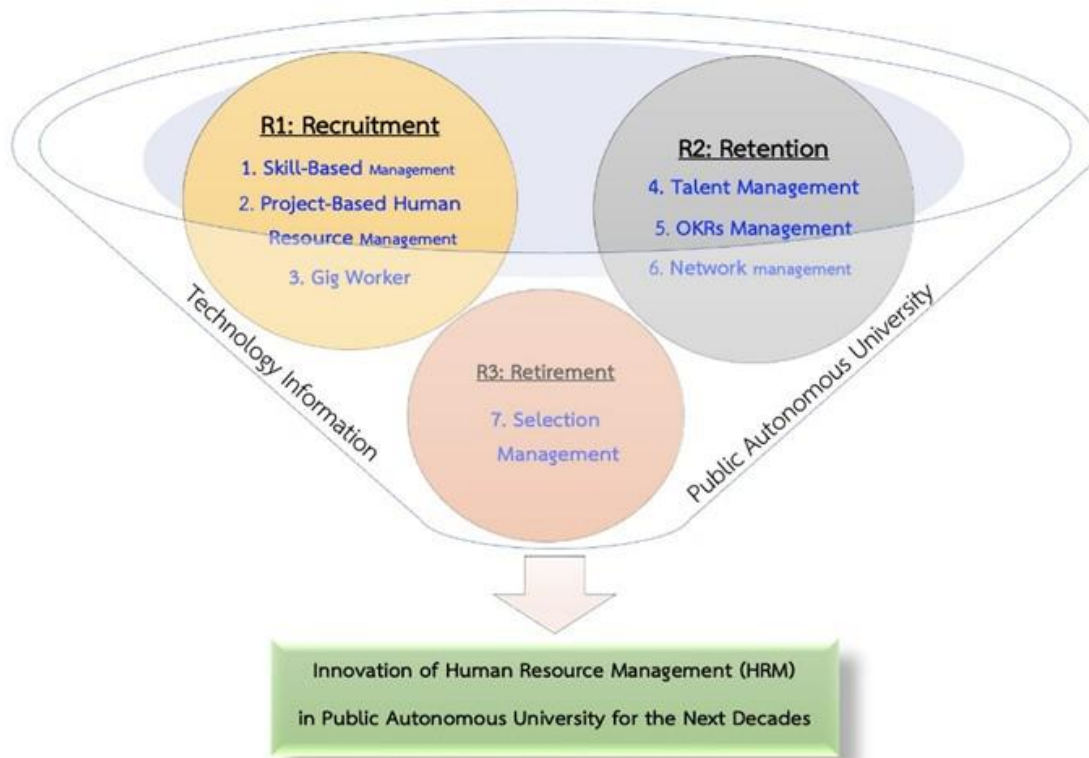 R1: Recruitment
1. Skill-Based Management
2. Project-Based Human
Resource Management
3. Gig Worker
R2: Retention
4. Talent Management
5. OKRs Management
6. Network management
R3: Retirement
7. Selection
Management
Technology Information
Public Autonomous University
Innovation of Human Resource Management (HRM)
in Public Autonomous University for the Next Decades